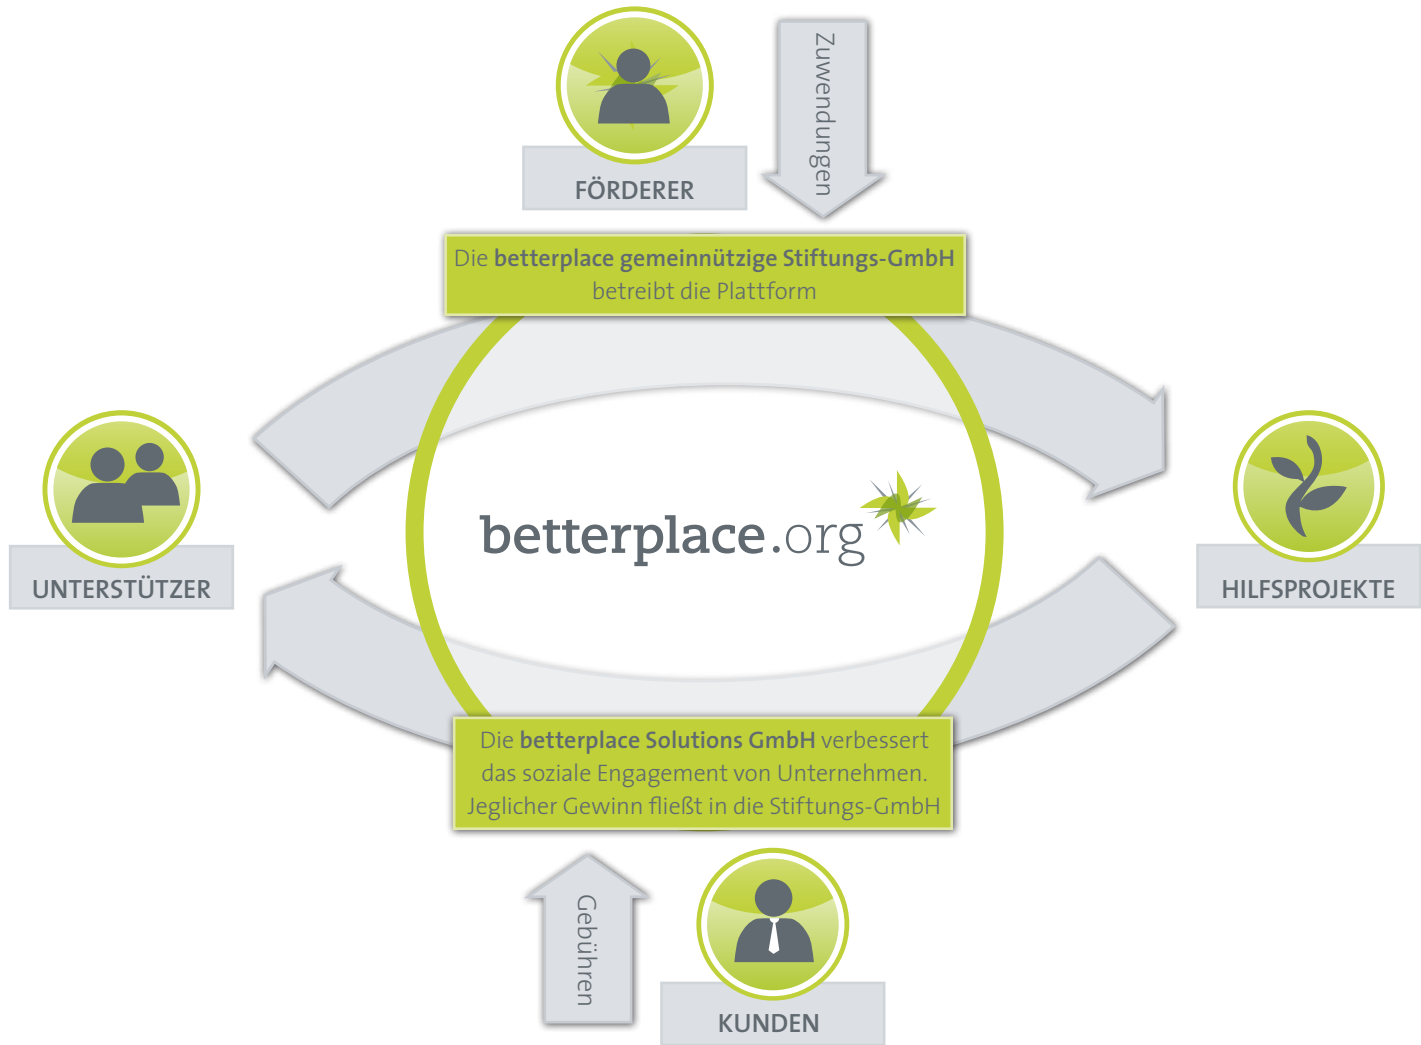 Zuwendungen
FÖRDERER
Die betterplace gemeinnützige Stiftungs-GmbH
betreibt die Plattform
betterplace.org
UNTERSTÜTZER
HILFSPROJEKTE
Die betterplace Solutions GmbH verbessert
das soziale Engagement von Unternehmen.
Jeglicher Gewinn fließt in die Stiftungs-GmbH
Gebühren
KUNDEN